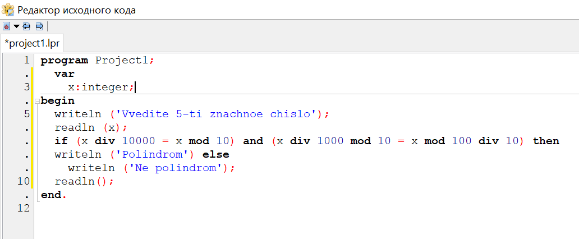 Редактор исходного кода
*project1.lpr
1 program Project1;
. var
3 x:integer;
. begin
5 writeln ('Vvedite 5-ti znachnoe chislo');
. readln (x);
. if (x div 10000 = x mod 10) and (x div 1000 mod 10 = x mod 100 div 10) then
. writeln ('Polindrom') else
. writeln ('Ne polindrom');
10 readln();
. end.
12